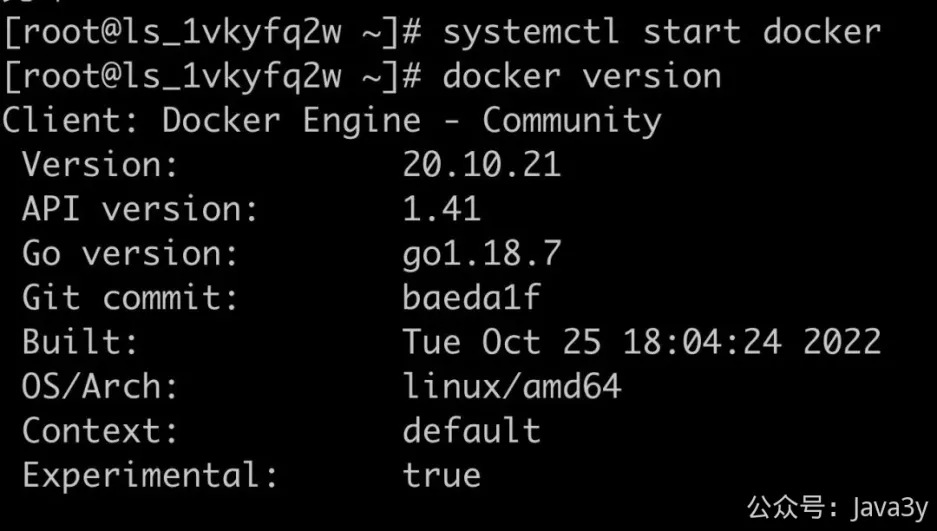 [root@ls_1vkyfq2w ~]# systemctl start docker
[root@ls_1vkyfq2w ~]# docker version
Client: Docker Engine - Community
Version: 20.10.21
API version: 1.41
Go version: go1.18.7
Git commit: baeda1f
Built: Tue Oct 25 18:04:24 2022
OS/Arch: linux/amd64
Context: default
Experimental: true
公众号：Java3y